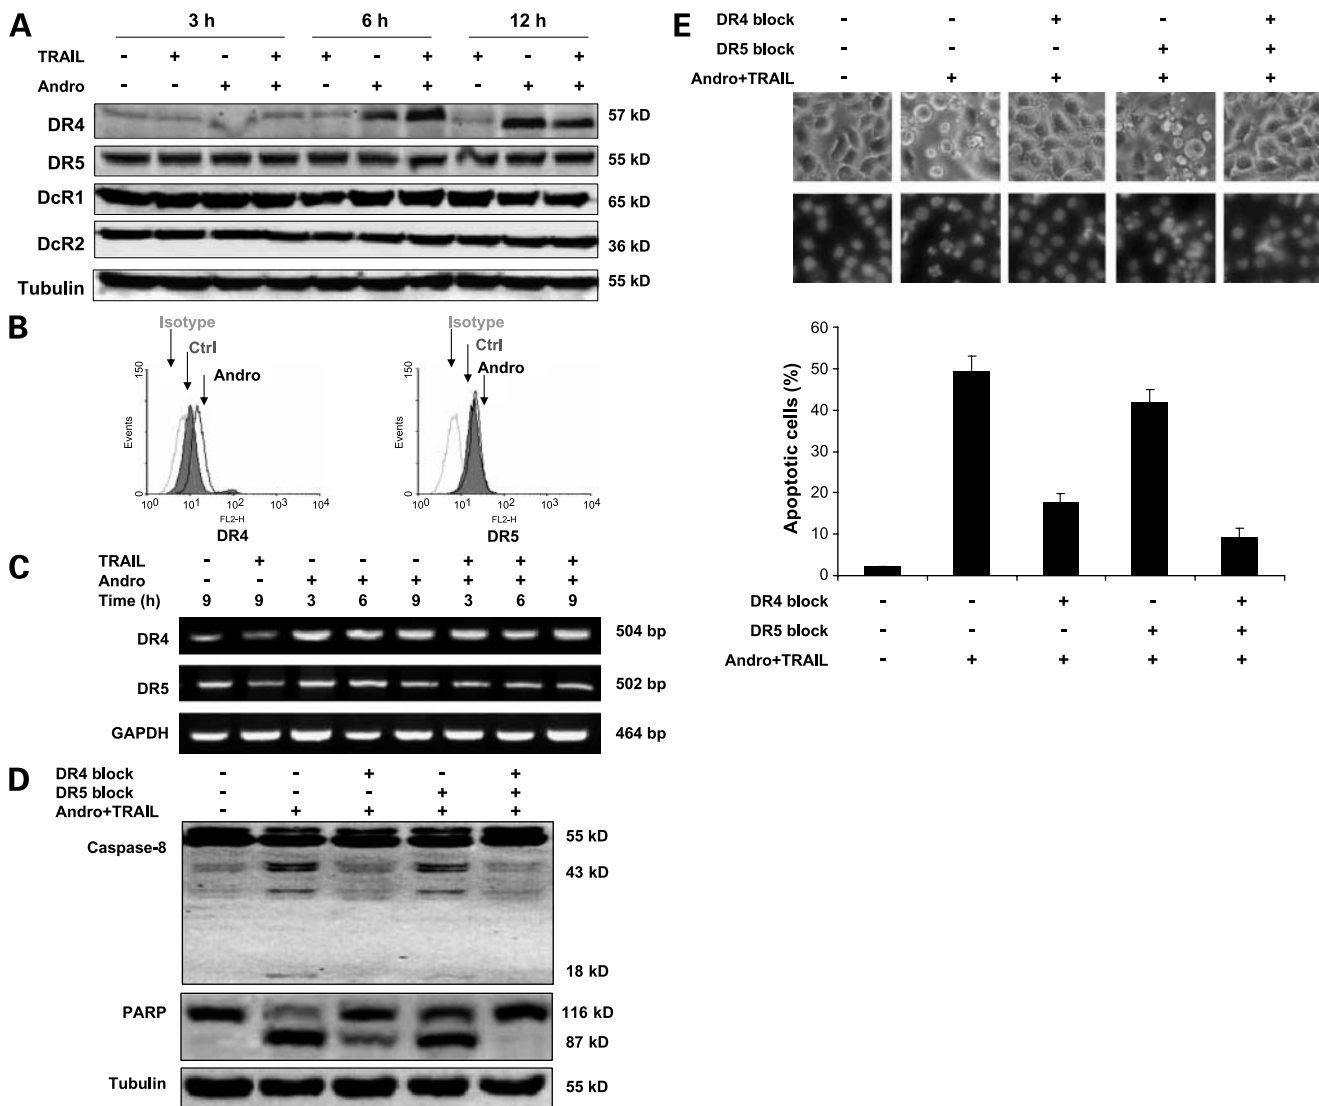 A
3 h 6 h 12 h
TRAIL - + - + + - + + - +
Andro - - + + - + + - + +
DR4 57 kD
DR5 55 kD
DcR1 65 kD
DcR2 36 kD
Tubulin 55 kD
B
Isotype
Ctrl
Andro
150
Events
0
10⁰ 10¹ 10² 10³ 10⁴
FL2-H
DR4
Isotype
Ctrl
Andro
150
Events
0
10⁰ 10¹ 10² 10³ 10⁴
FL2-H
DR5
C
TRAIL - + - - - + + +
Andro - - + + + + + +
Time (h) 9 9 3 6 9 3 6 9
DR4 504 bp
DR5 502 bp
GAPDH 464 bp
D
DR4 block - - + - +
DR5 block - - - + +
Andro+TRAIL - + + + +
Caspase-8 55 kD
43 kD
18 kD
PARP 116 kD
87 kD
Tubulin 55 kD
E
DR4 block - - + - +
DR5 block - - - + +
Andro+TRAIL - + + + +
Apoptotic cells (%)
60
50
40
30
20
10
0
DR4 block - - + - +
DR5 block - - - + +
Andro+TRAIL - + + + +